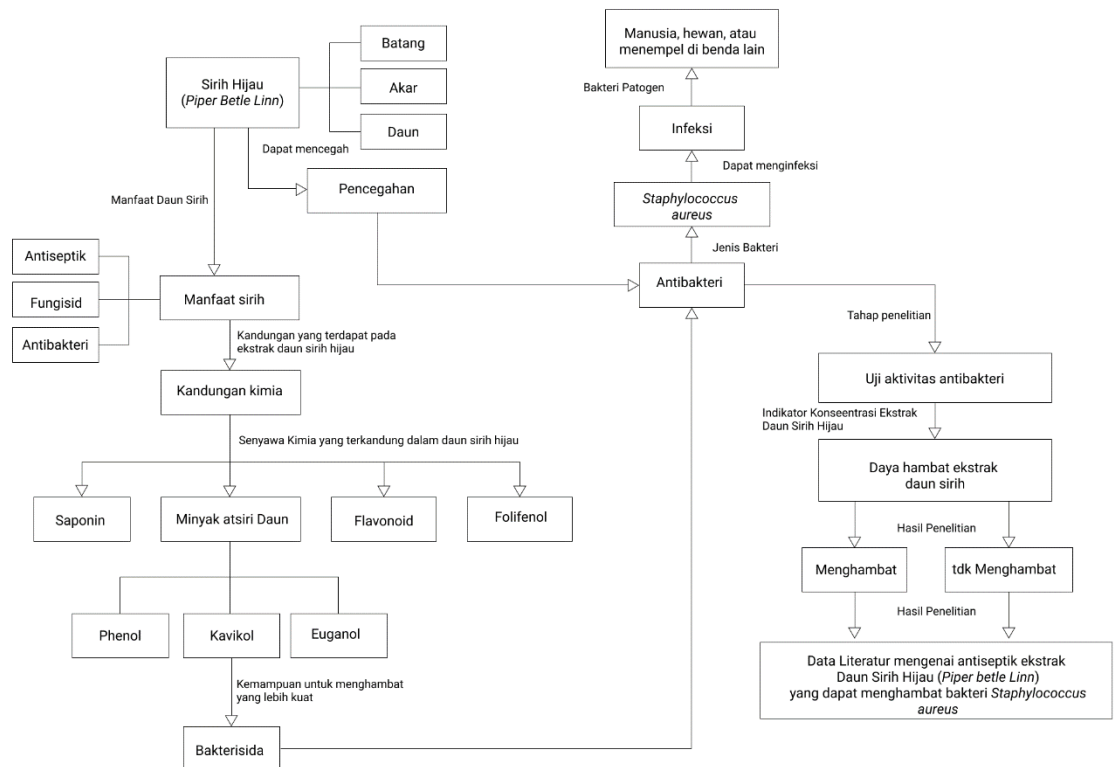 Batang
Sirih Hijau
(Piper Betle Linn)
Akar
Daun
Dapat mencegah
Pencegahan
Manfaat Daun Sirih
Antiseptik
Fungisid
Antibakteri
Manfaat sirih
Kandungan yang terdapat pada
ekstrak daun sirih hijau
Kandungan kimia
Senyawa Kimia yang terkandung dalam daun sirih hijau
Saponin
Minyak atsiri Daun
Flavonoid
Folifenol
Phenol
Kavikol
Euganol
Kemampuan untuk menghambat
yang lebih kuat
Bakterisida
Manusia, hewan, atau
menempel di benda lain
Bakteri Patogen
Infeksi
Dapat menginfeksi
Staphylococcus
aureus
Jenis Bakteri
Antibakteri
Tahap penelitian
Uji aktivitas antibakteri
Indikator Konseentrasi Ekstrak
Daun Sirih Hijau
Daya hambat ekstrak
daun sirih
Hasil Penelitian
Menghambat
tdk Menghambat
Hasil Penelitian
Data Literatur mengenai antiseptik ekstrak
Daun Sirih Hijau (Piper betle Linn)
yang dapat menghambat bakteri Staphylococcus
aureus